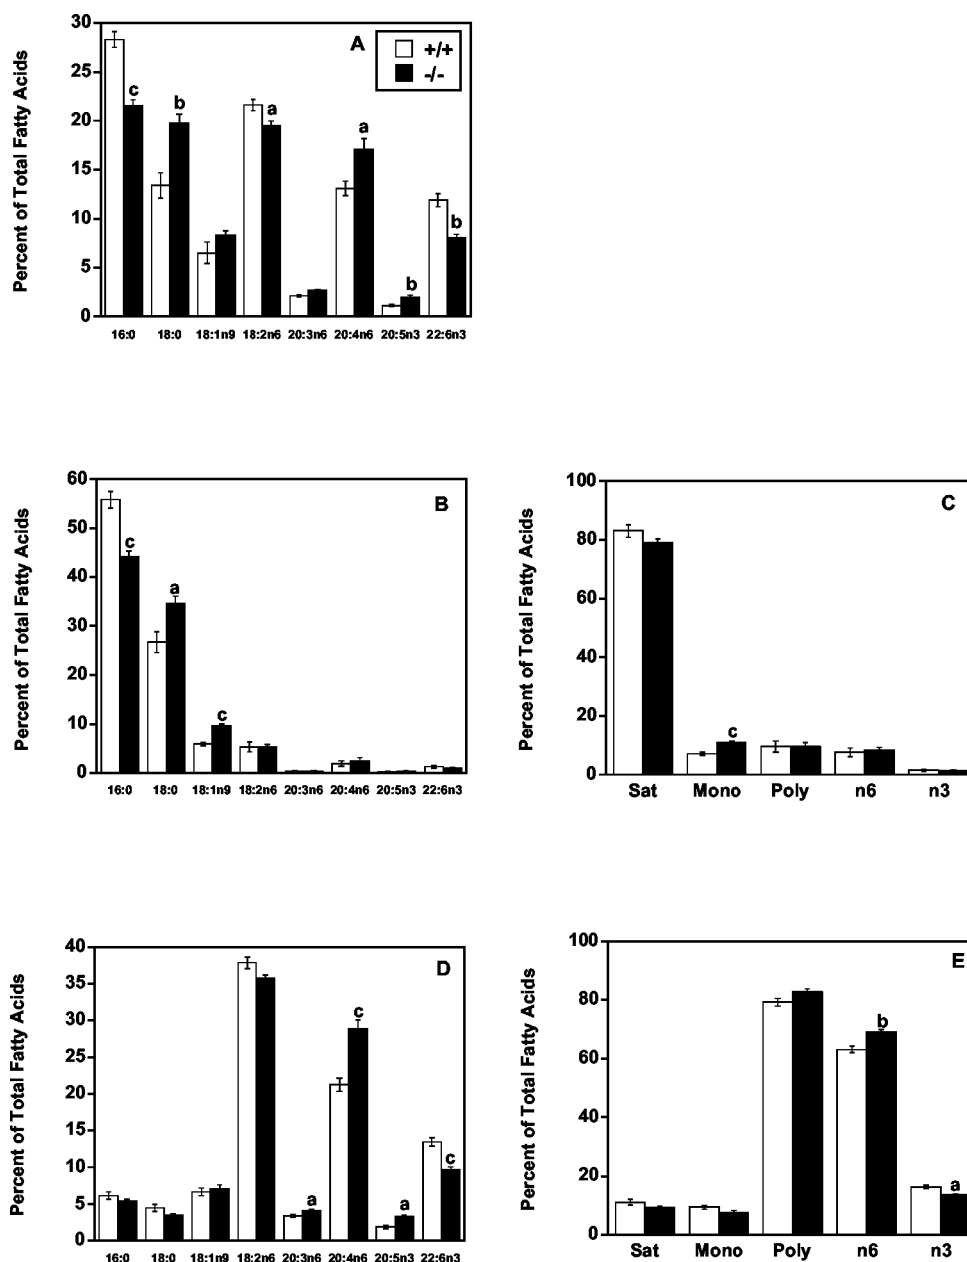 Percent of Total Fatty Acids
A
+/+
-/-
30
25
20
15
10
5
0
c
b
a
a
b
b
16:0 18:0 18:1n9 18:2n6 20:3n6 20:4n6 20:5n3 22:6n3
Percent of Total Fatty Acids
B
60
50
40
30
20
10
0
c
a
c
16:0 18:0 18:1n9 18:2n6 20:3n6 20:4n6 20:5n3 22:6n3
Percent of Total Fatty Acids
C
100
80
60
40
20
0
c
Sat Mono Poly n6 n3
Percent of Total Fatty Acids
D
40
35
30
25
20
15
10
5
0
a
c
a
c
16:0 18:0 18:1n9 18:2n6 20:3n6 20:4n6 20:5n3 22:6n3
Percent of Total Fatty Acids
E
100
80
60
40
20
0
b
a
Sat Mono Poly n6 n3